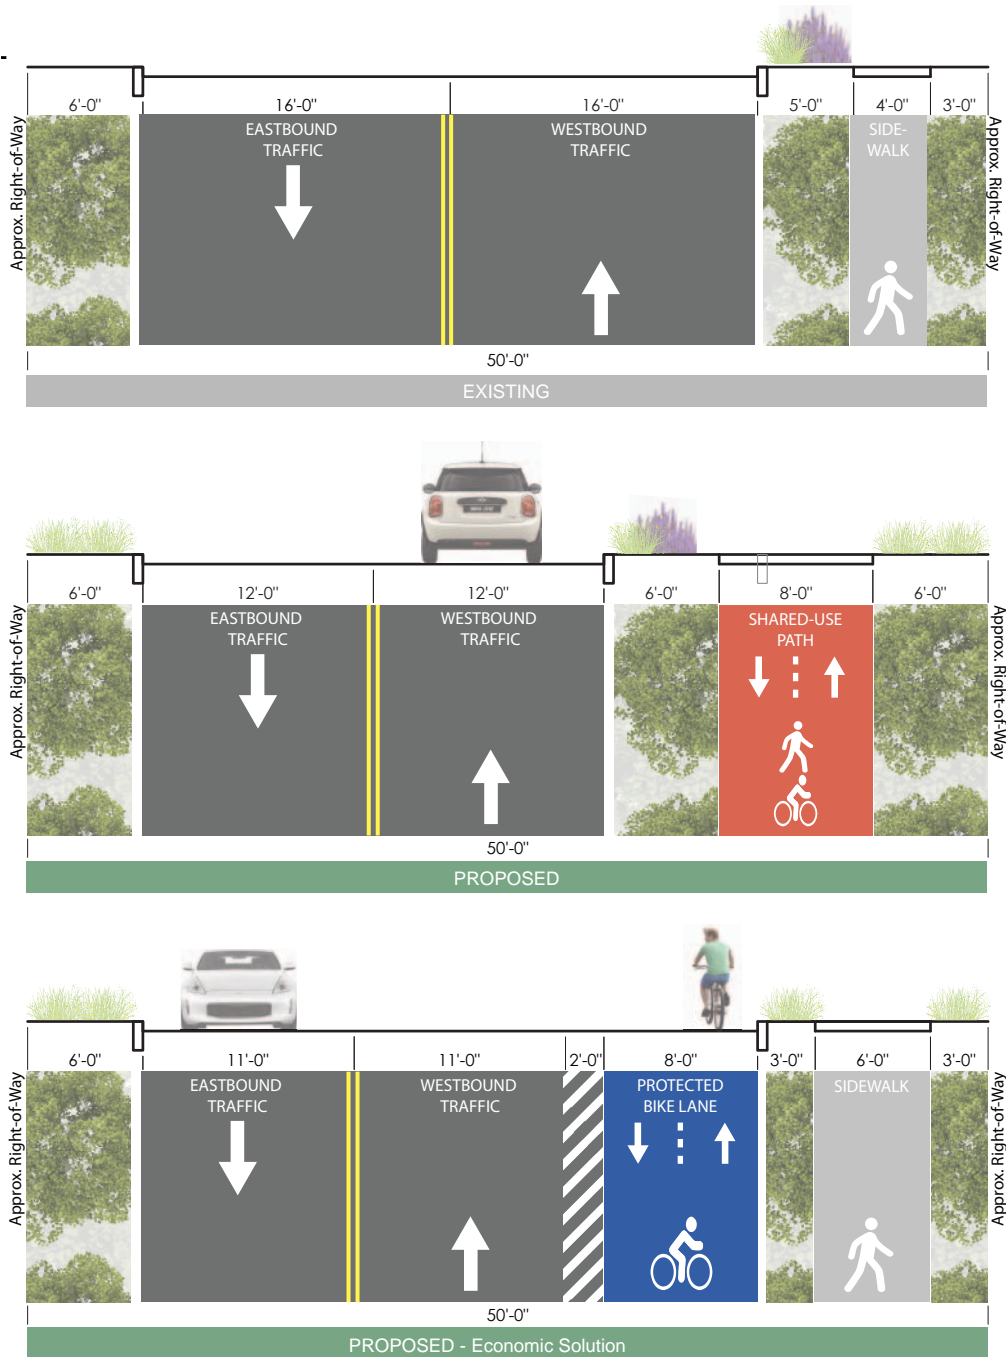 -
6'-0"
16'-0"
16'-0"
5'-0"
4'-0"
3'-0"
Approx. Right-of-Way
EASTBOUND
TRAFFIC
WESTBOUND
TRAFFIC
SIDE-
WALK
Approx. Right-of-Way
50'-0"
EXISTING
6'-0"
12'-0"
12'-0"
6'-0"
8'-0"
6'-0"
Approx. Right-of-Way
EASTBOUND
TRAFFIC
WESTBOUND
TRAFFIC
SHARED-USE
PATH
Approx. Right-of-Way
50'-0"
PROPOSED
6'-0"
11'-0"
11'-0"
2'-0"
8'-0"
3'-0"
6'-0"
3'-0"
Approx. Right-of-Way
EASTBOUND
TRAFFIC
WESTBOUND
TRAFFIC
PROTECTED
BIKE LANE
SIDEWALK
Approx. Right-of-Way
50'-0"
PROPOSED - Economic Solution